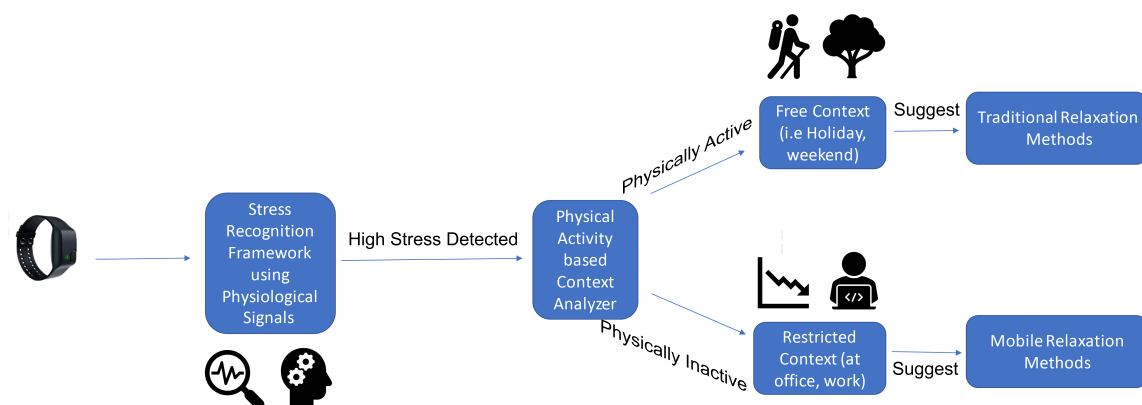 Stress
Recognition
Framework
using
Physiological
Signals
High Stress Detected
Physical
Activity
based
Context
Analyzer
Physically Active
Free Context
(i.e Holiday,
weekend)
Suggest
Traditional Relaxation
Methods
Physically Inactive
</>
Restricted
Context (at
office, work)
Suggest
Mobile Relaxation
Methods